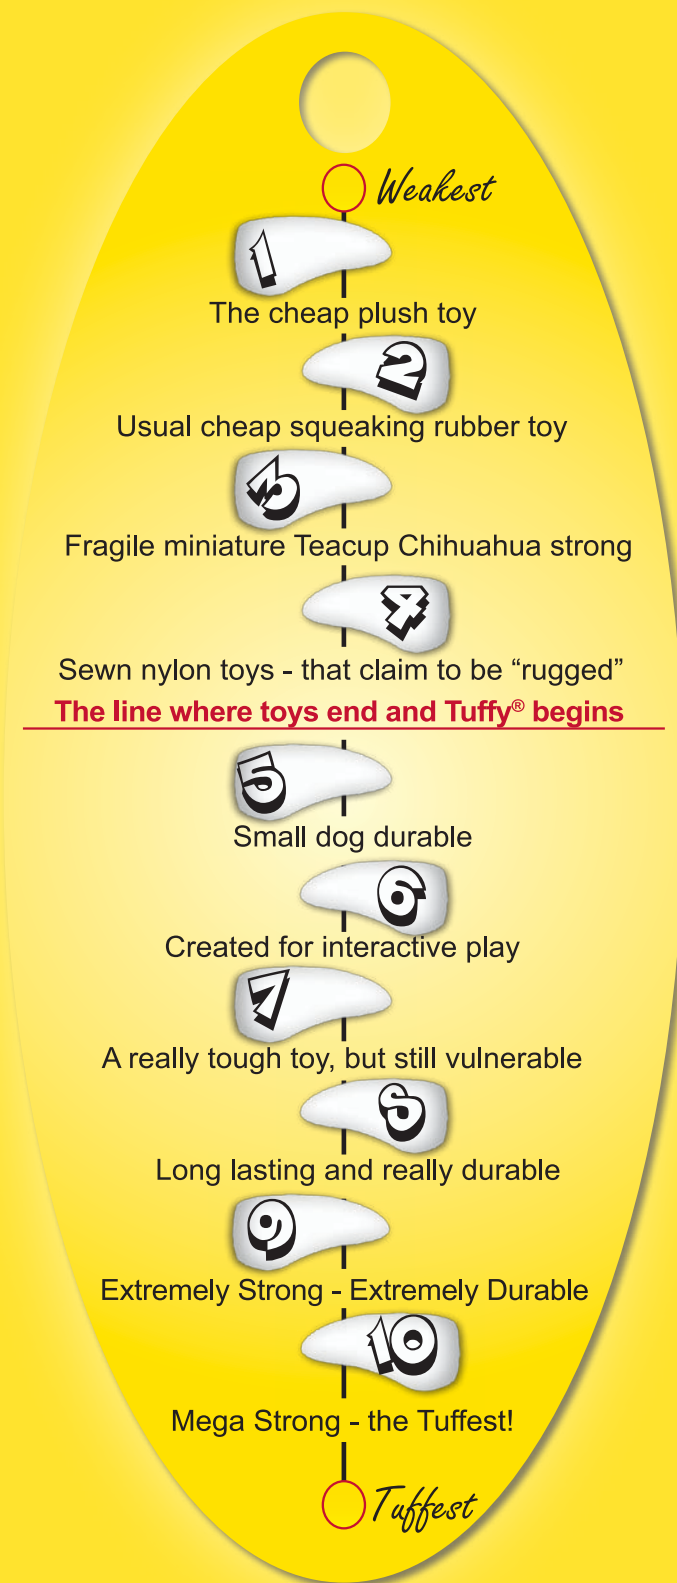 Weakest
1
The cheap plush toy
2
Usual cheap squeaking rubber toy
3
Fragile miniature Teacup Chihuahua strong
4
Sewn nylon toys - that claim to be “rugged”
The line where toys end and Tuffy® begins
5
Small dog durable
6
Created for interactive play
7
A really tough toy, but still vulnerable
8
Long lasting and really durable
9
Extremely Strong - Extremely Durable
10
Mega Strong - the Tuffest!
Tuffest